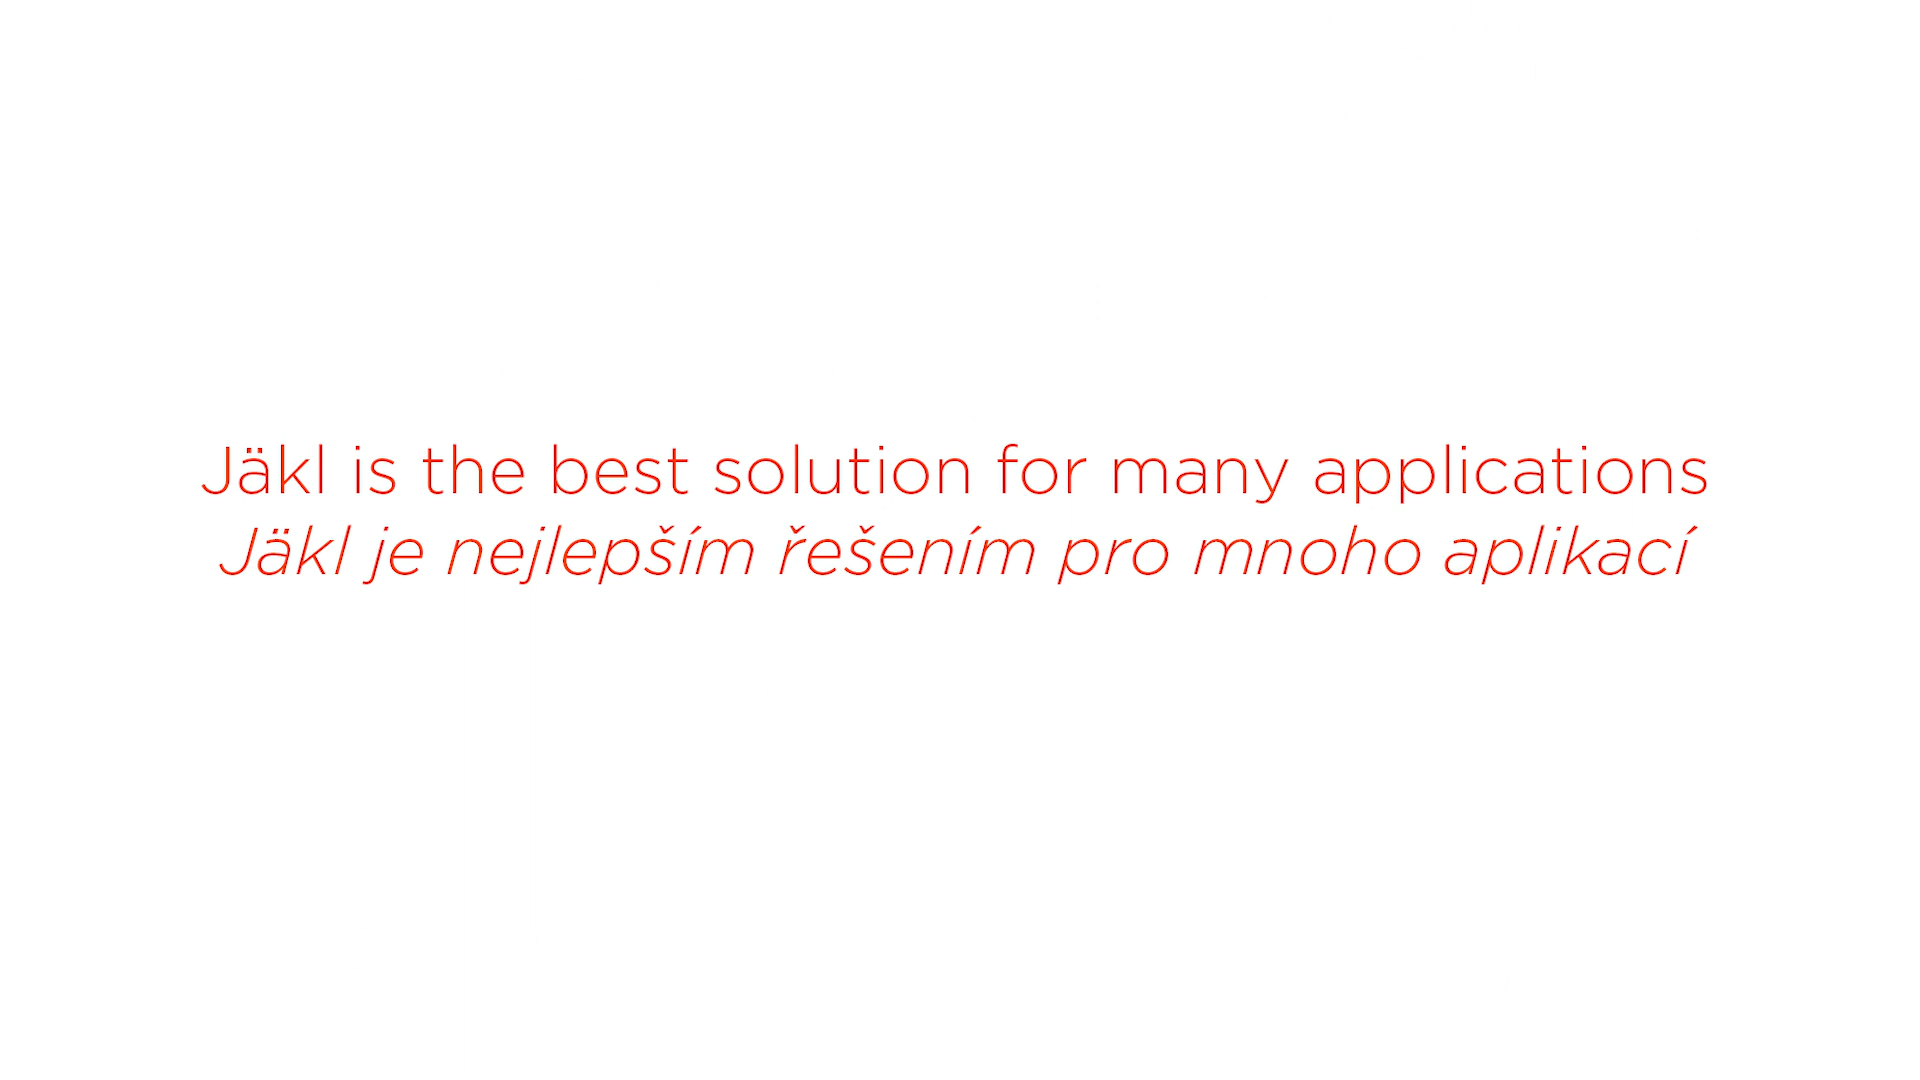 Jäkl is the best solution for many applications
Jäkl je nejlepším řešením pro mnoho aplikací